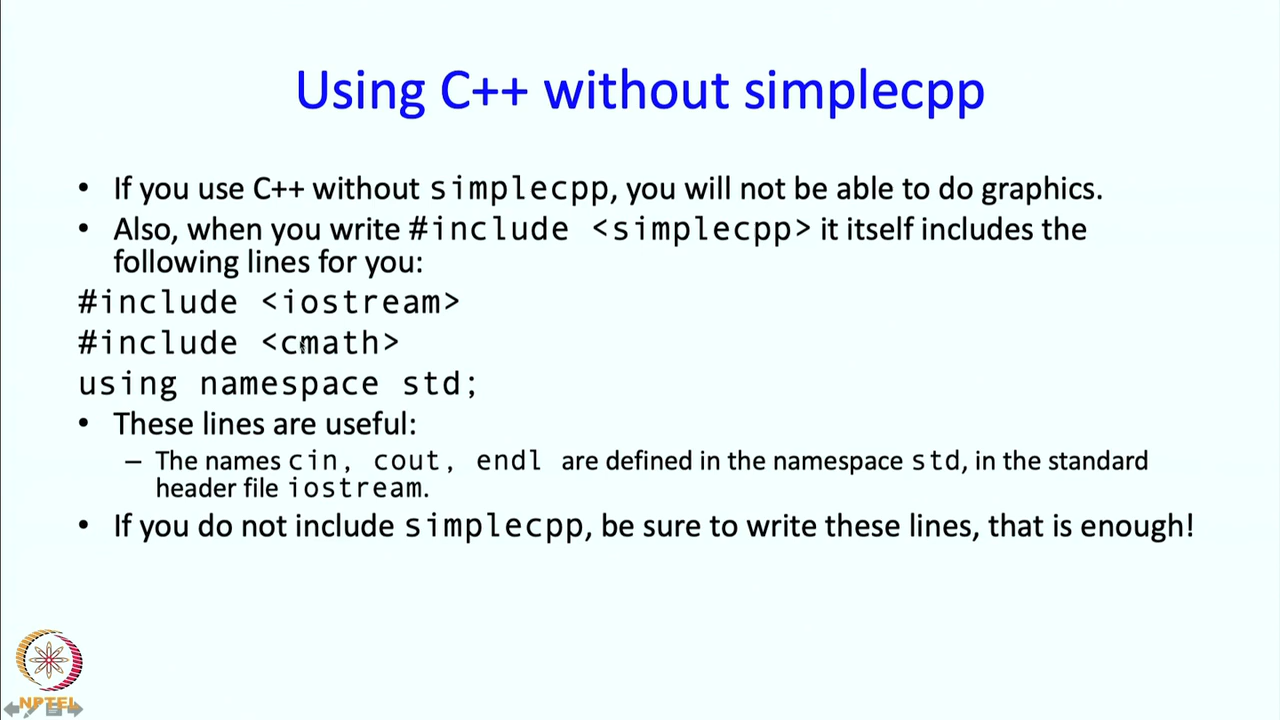 Using C++ without simplecpp
• If you use C++ without simplecpp, you will not be able to do graphics.
• Also, when you write #include <simplecpp> it itself includes the
following lines for you:
#include <iostream>
#include <cmath>
using namespace std;
• These lines are useful:
– The names cin, cout, endl are defined in the namespace std, in the standard
header file iostream.
• If you do not include simplecpp, be sure to write these lines, that is enough!
NPTEL